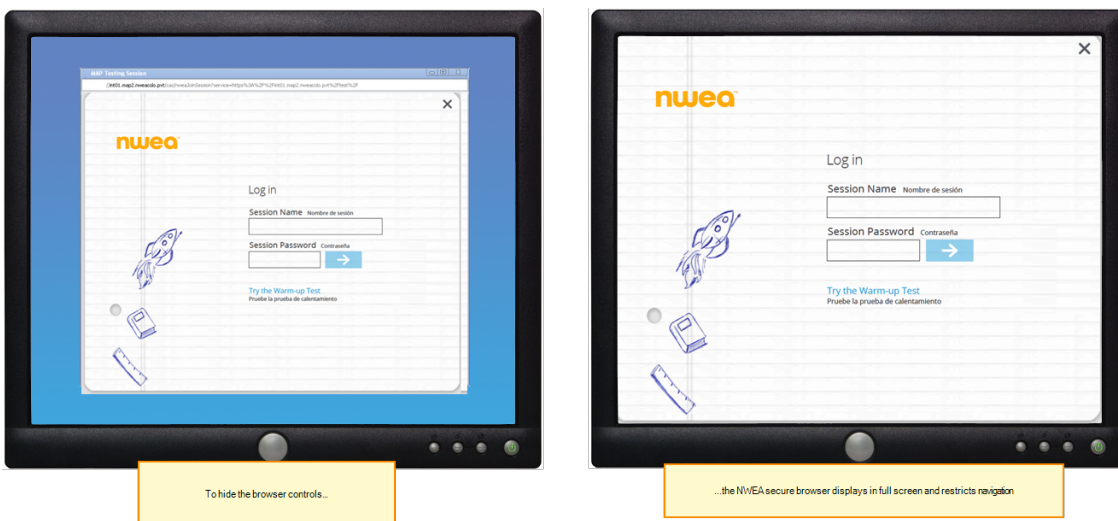 MAP Testing Session
nwea
Log in
Session Name Nombre de sesión
Session Password Contraseña
Try the Warm-up Test
Pruebe la prueba de calentamiento
To hide the browser controls...
nwea
Log in
Session Name Nombre de sesión
Session Password Contraseña
Try the Warm-up Test
Pruebe la prueba de calentamiento
...the NWEA secure browser displays in full screen and restricts navigation